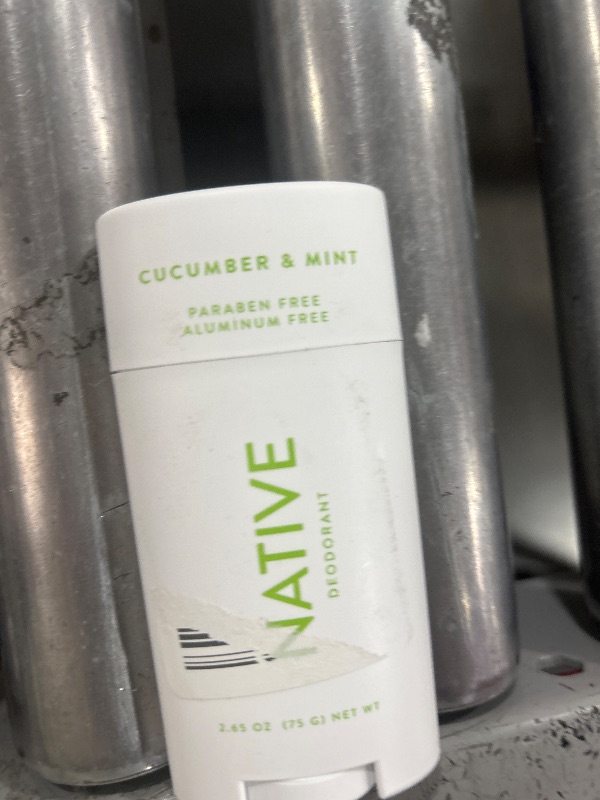 CUCUMBER & MINT
PARABEN FREE
ALUMINUM FREE
NATIVE
DEODORANT
2.65 OZ (75 G) NET WT